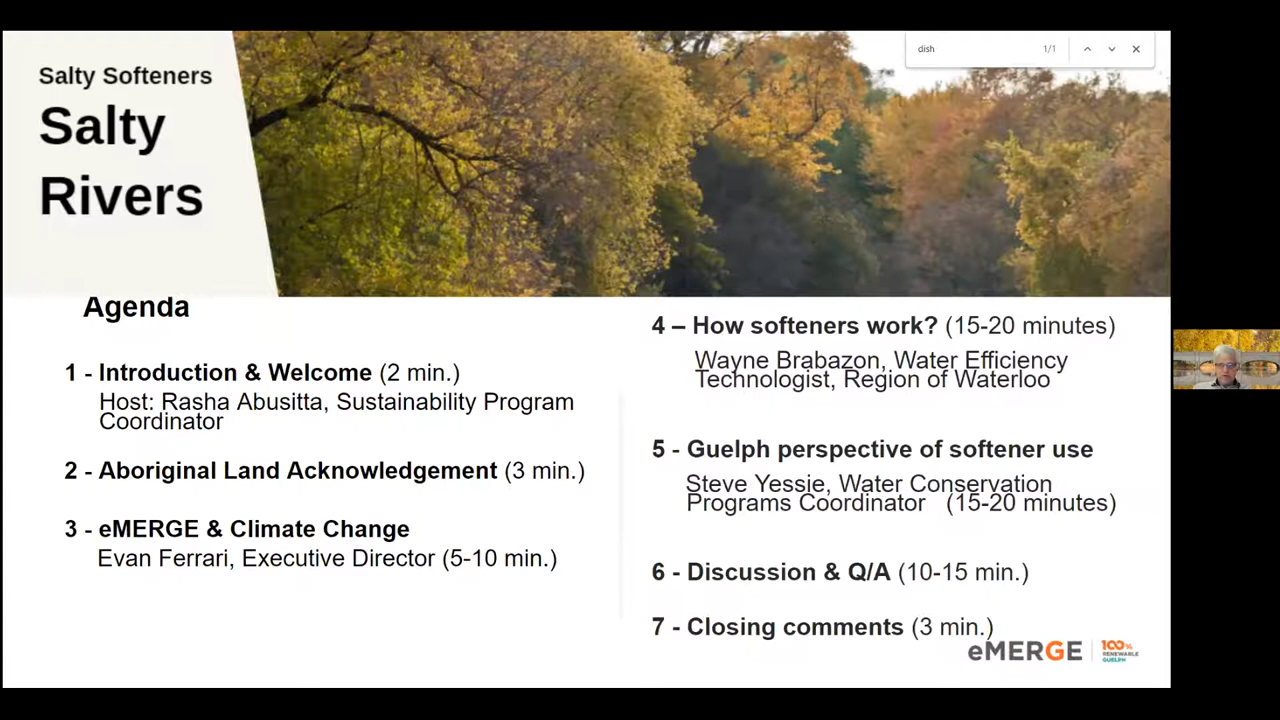 Salty Softeners
Salty
Rivers
dish
1/1
Agenda
1 - Introduction & Welcome (2 min.)
Host: Rasha Abusitta, Sustainability Program
Coordinator
2 - Aboriginal Land Acknowledgement (3 min.)
3 - eMERGE & Climate Change
Evan Ferrari, Executive Director (5-10 min.)
4 – How softeners work? (15-20 minutes)
Wayne Brabazon, Water Efficiency
Technologist, Region of Waterloo
5 - Guelph perspective of softener use
Steve Yessie, Water Conservation
Programs Coordinator (15-20 minutes)
6 - Discussion & Q/A (10-15 min.)
7 - Closing comments (3 min.)
eMERGE
100%
RENEWABLE
GUELPH